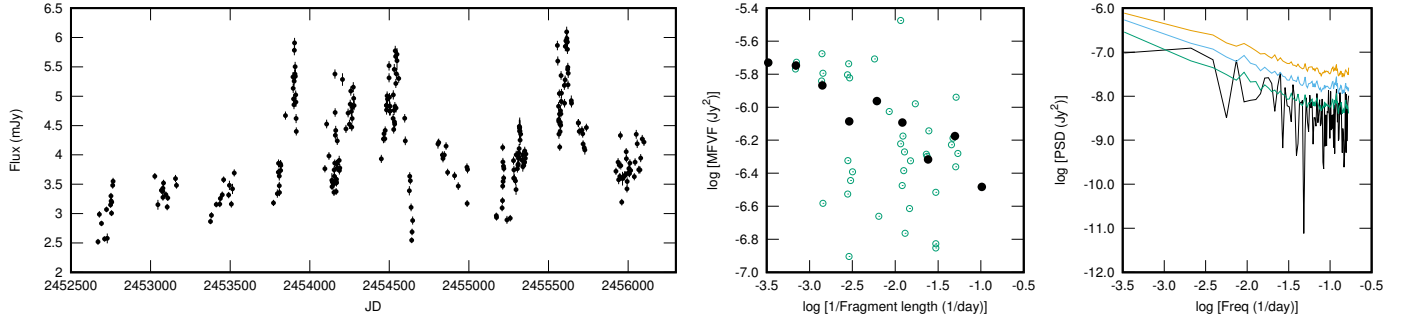 Flux (mJy)
6.5
6
5.5
5
4.5
4
3.5
3
2.5
2
2452500 2453000 2453500 2454000 2454500 2455000 2455500 2456000
JD
log [MFVF (Jy²)]
-5.4
-5.6
-5.8
-6.0
-6.2
-6.4
-6.6
-6.8
-7.0
-3.5 -3.0 -2.5 -2.0 -1.5 -1.0 -0.5
log [1/Fragment length (1/day)]
log [PSD (Jy²)]
-6.0
-7.0
-8.0
-9.0
-10.0
-11.0
-12.0
-3.5 -3.0 -2.5 -2.0 -1.5 -1.0 -0.5
log [Freq (1/day)]